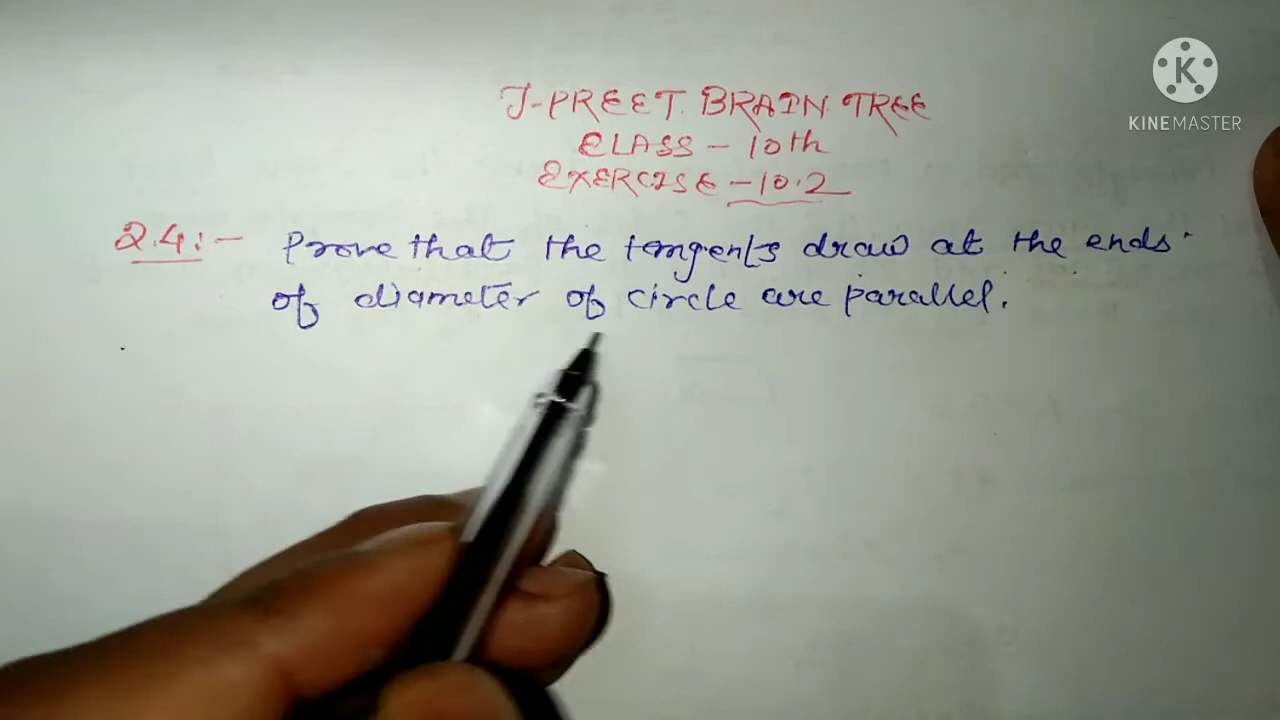 J-PREET BRAIN TREE
CLASS - 10th
EXERCISE - 10.2
Q.4:- Prove that the tangents draw at the ends
of diameter of circle are parallel.
K
KINEMASTER